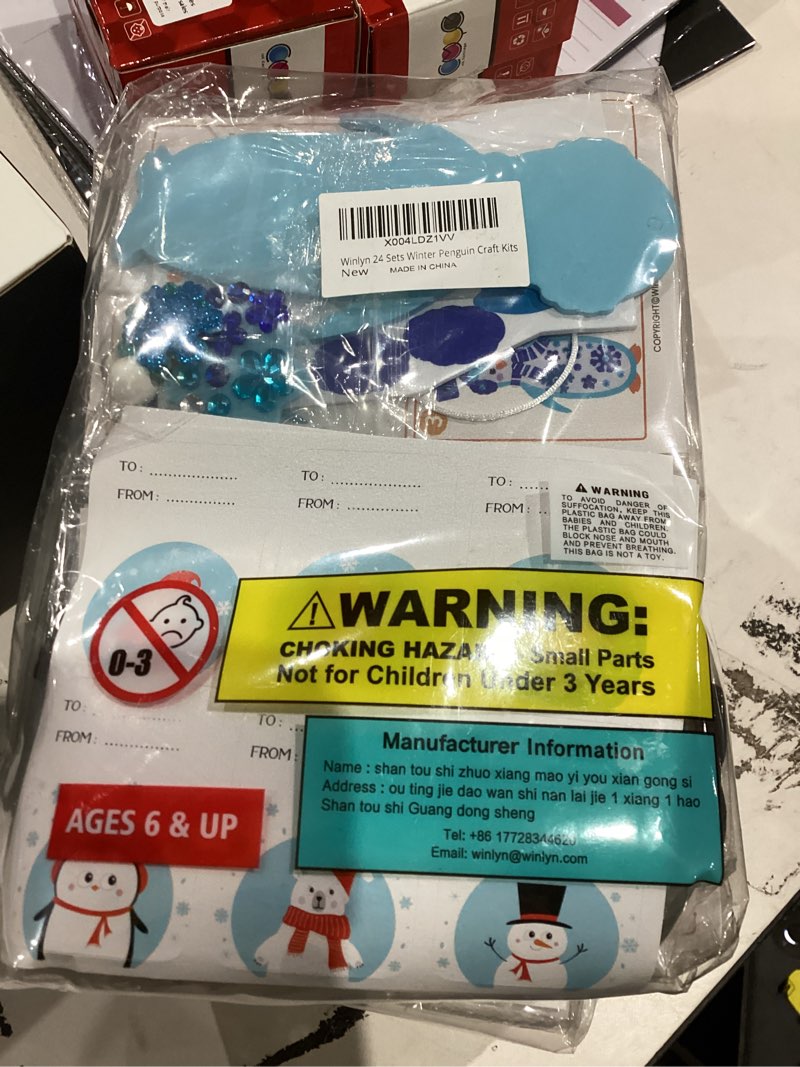 X004LDZ1VV
Winlyn 24 Sets Winter Penguin Craft Kits
New MADE IN CHINA
TO: ....................
FROM: ................
TO: ....................
FROM: ................
TO: ......
FROM: ..
WARNING
TO AVOID DANGER OF
SUFFOCATION, KEEP THIS
PLASTIC BAG AWAY FROM
BABIES AND CHILDREN.
THE PLASTIC BAG COULD
BLOCK NOSE AND MOUTH
AND PREVENT BREATHING.
THIS BAG IS NOT A TOY.
0-3
WARNING:
CHOKING Small Parts
Not for Children Under 3 Years
TO:
FROM: ................
TO: ..
FROM:
Manufacturer Information
Name : shan tou shi zhuo xiang mao yi you xian gong si
Address : ou ting jie dao wan shi nan lai jie 1 xiang 1 hao
Shan tou shi Guang dong sheng
Tel: +86 17728344620
Email: winlyn@winlyn.com
AGES 6 & UP